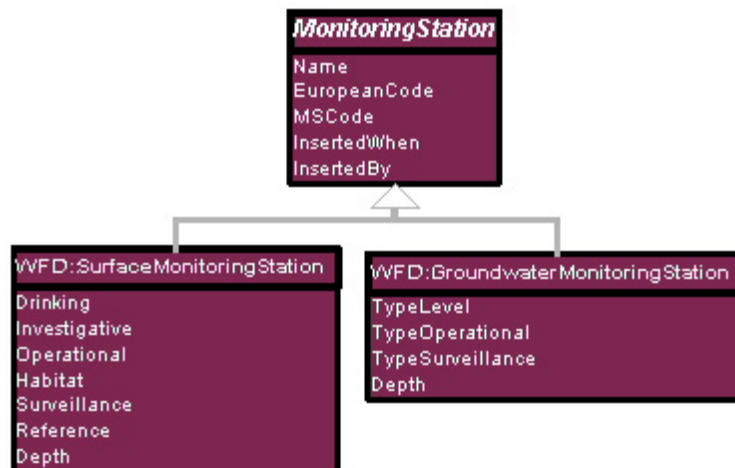 MonitoringStation
Name
EuropeanCode
MSCode
InsertedWhen
InsertedBy
WFD:SurfaceMonitoringStation
Drinking
Investigative
Operational
Habitat
Surveillance
Reference
Depth
WFD:GroundwaterMonitoringStation
TypeLevel
TypeOperational
TypeSurveillance
Depth